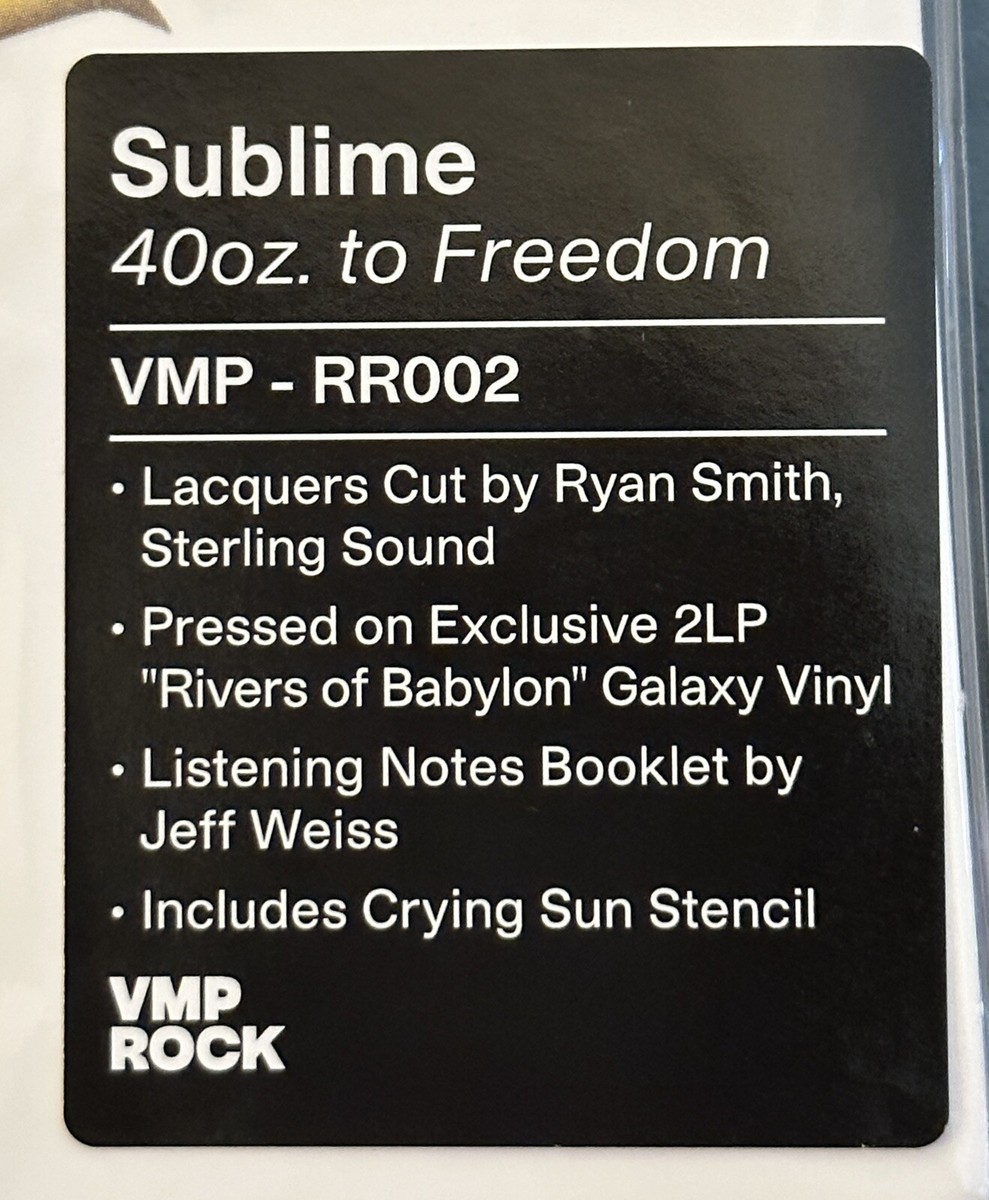 Sublime
40oz. to Freedom
VMP - RR002
• Lacquers Cut by Ryan Smith,
Sterling Sound
• Pressed on Exclusive 2LP
"Rivers of Babylon" Galaxy Vinyl
• Listening Notes Booklet by
Jeff Weiss
• Includes Crying Sun Stencil
VMP
ROCK